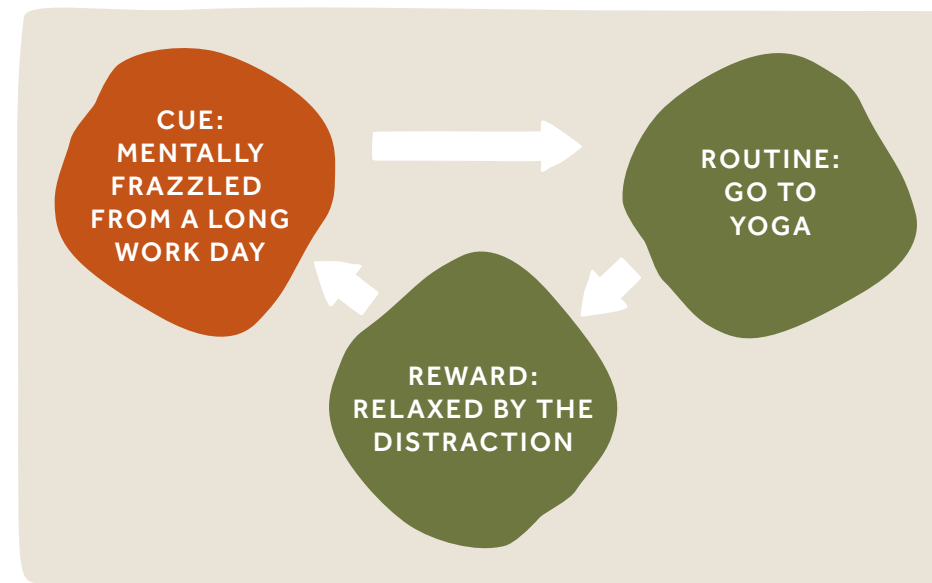 CUE:
MENTALLY
FRAZZLED
FROM A LONG
WORK DAY
ROUTINE:
GO TO
YOGA
REWARD:
RELAXED BY THE
DISTRACTION